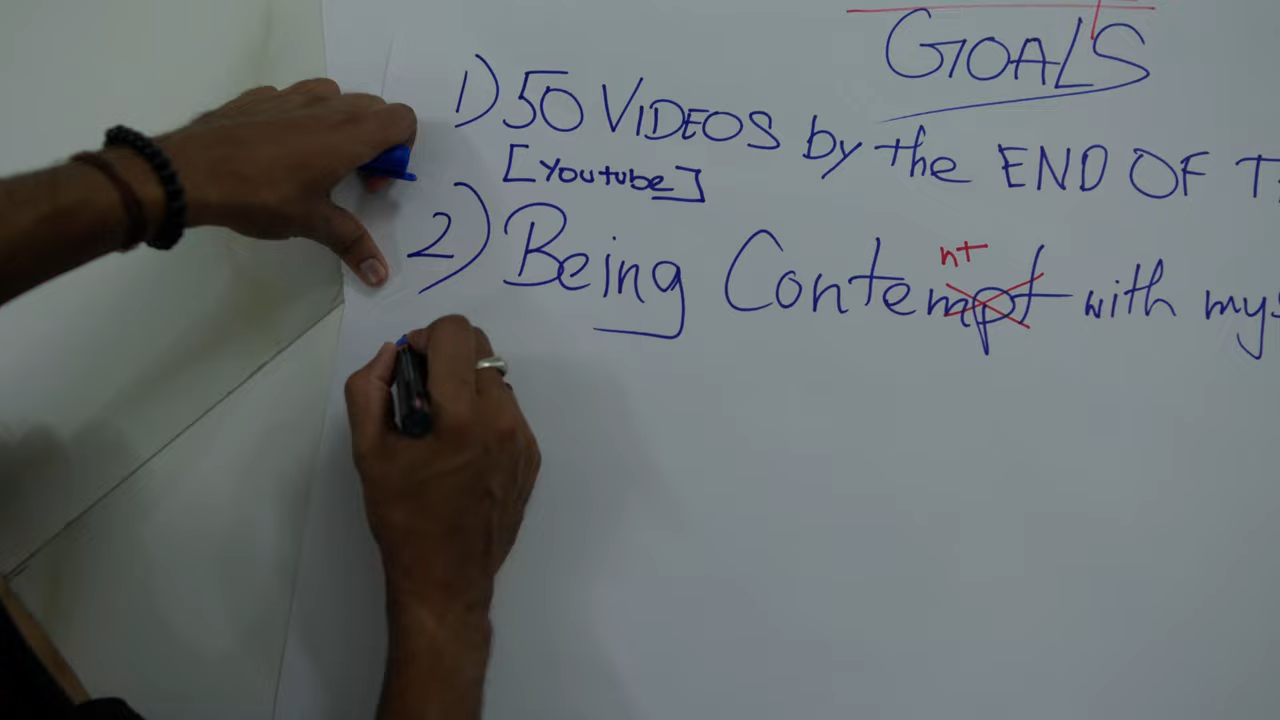 GOALS
1) 50 VIDEOS by the END OF
[Youtube]
nt
2) Being Contempt with